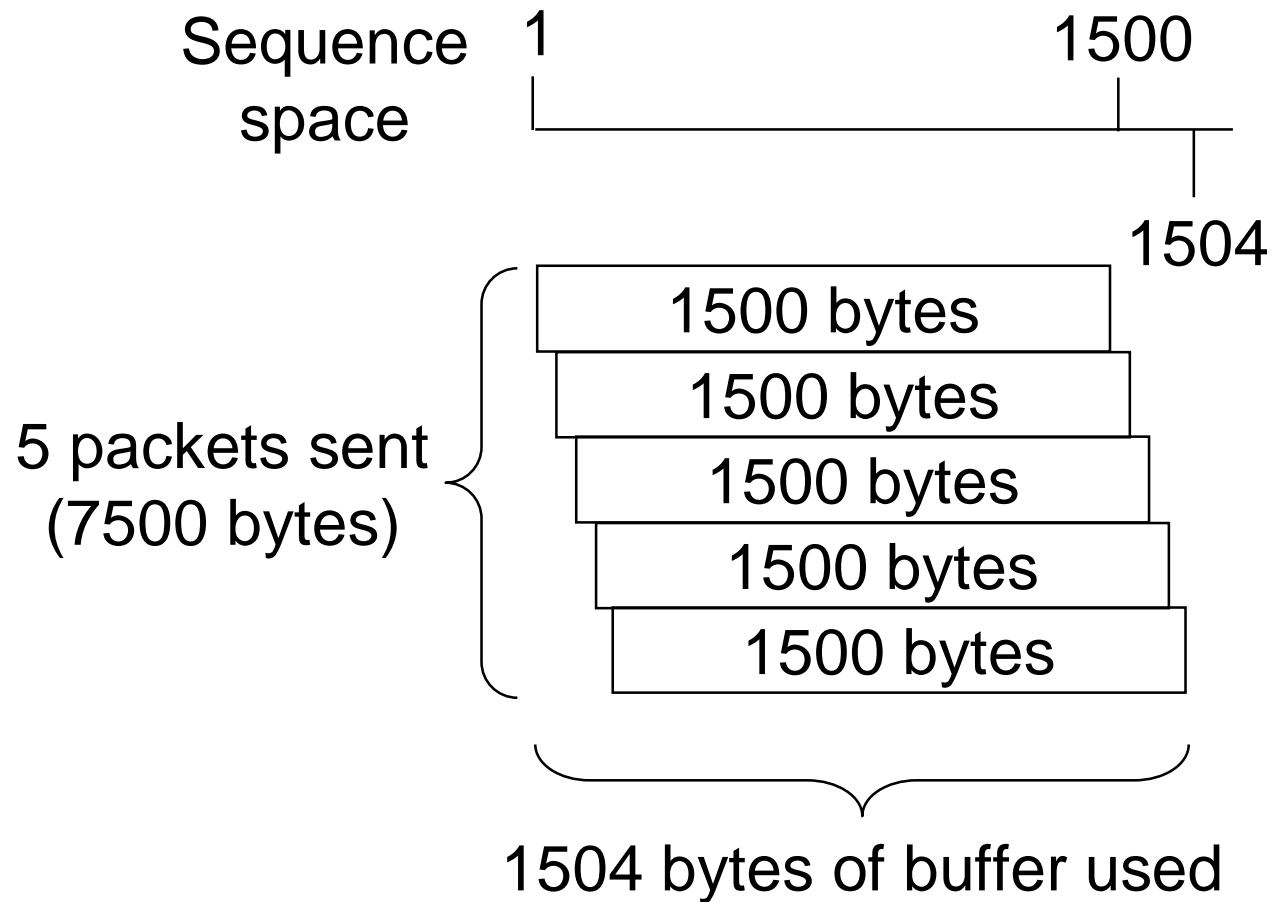 Sequence
space
1
1500
1504
1500 bytes
1500 bytes
1500 bytes
1500 bytes
1500 bytes
5 packets sent
(7500 bytes)
1504 bytes of buffer used